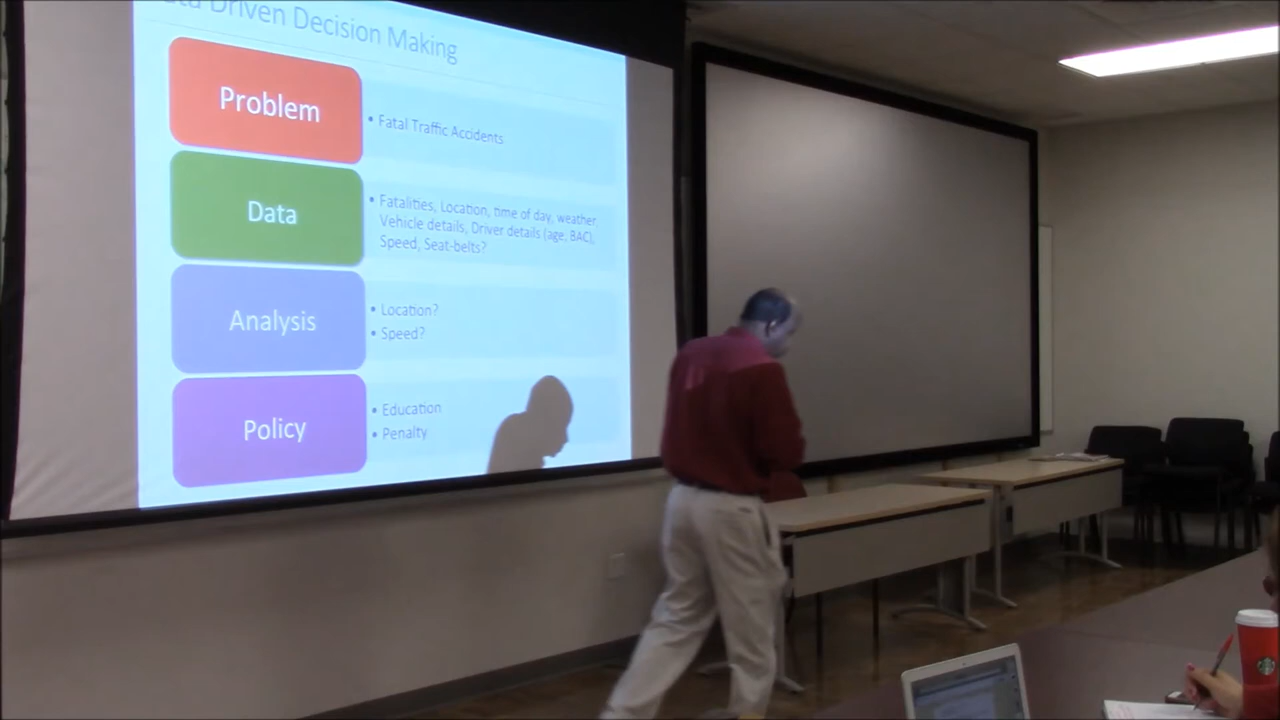 Driven Decision Making
Problem
• Fatal Traffic Accidents
Data
• Fatalities, Location, time of day, weather,
Vehicle details, Driver details (age, BAC),
Speed, Seat-belts?
Analysis
• Location?
• Speed?
Policy
• Education
• Penalty